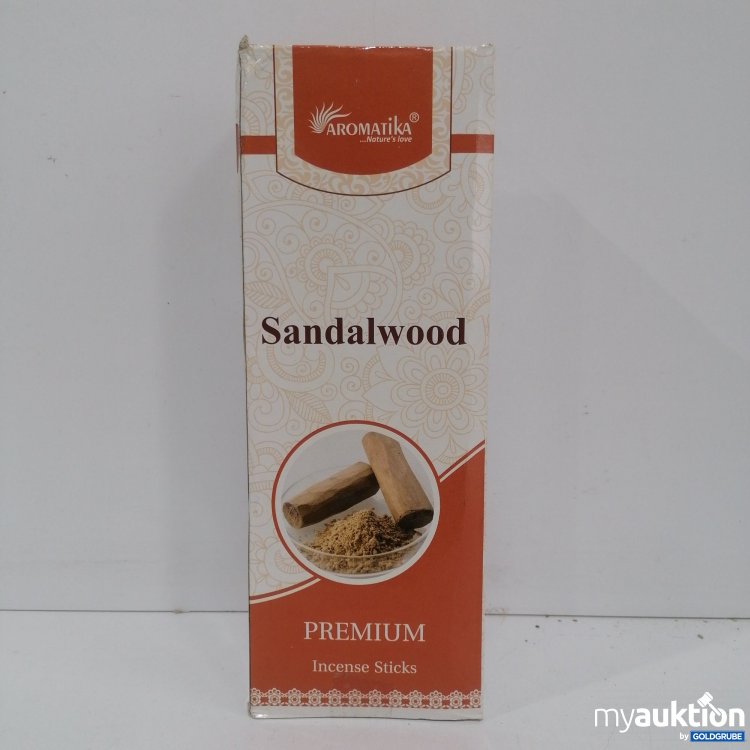 AROMATIKA®
...Nature's love
Sandalwood
PREMIUM
Incense Sticks
myauktion
by GOLDGRUBE